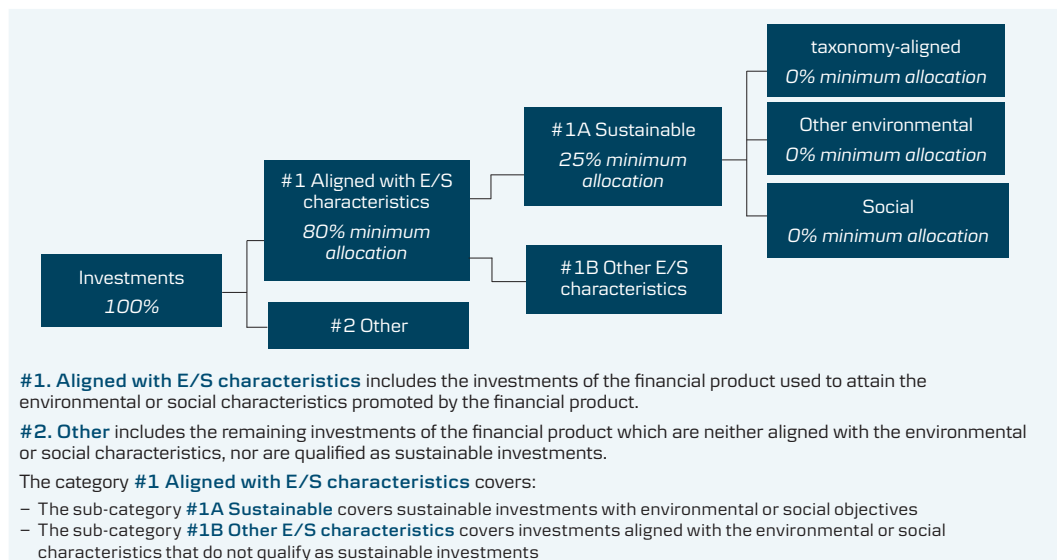 taxonomy-aligned
0% minimum allocation
#1A Sustainable
25% minimum
allocation
Other environmental
0% minimum allocation
#1 Aligned with E/S
characteristics
80% minimum
allocation
Social
0% minimum allocation
#1B Other E/S
characteristics
Investments
100%
#2 Other
#1. Aligned with E/S characteristics includes the investments of the financial product used to attain the
environmental or social characteristics promoted by the financial product.
#2. Other includes the remaining investments of the financial product which are neither aligned with the environmental
or social characteristics, nor are qualified as sustainable investments.
The category #1 Aligned with E/S characteristics covers:
– The sub-category #1A Sustainable covers sustainable investments with environmental or social objectives
– The sub-category #1B Other E/S characteristics covers investments aligned with the environmental or social
characteristics that do not qualify as sustainable investments